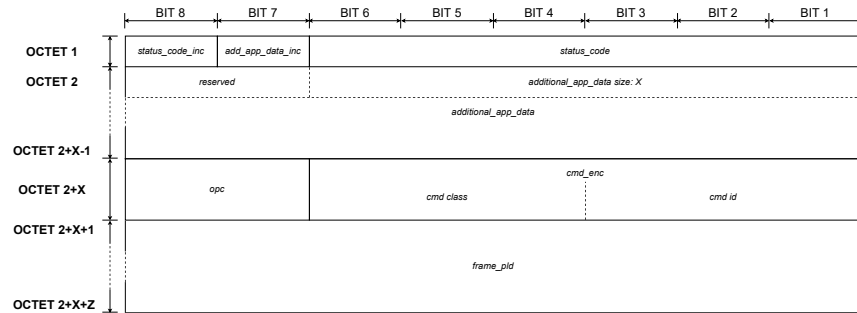 BIT 8 BIT 7 BIT 6 BIT 5 BIT 4 BIT 3 BIT 2 BIT 1
OCTET 1 status_code_inc add_app_data_inc status_code
OCTET 2 reserved additional_app_data size: X
additional_app_data
OCTET 2+X-1
cmd_enc
OCTET 2+X opc cmd class cmd id
OCTET 2+X+1
frame_pld
OCTET 2+X+Z